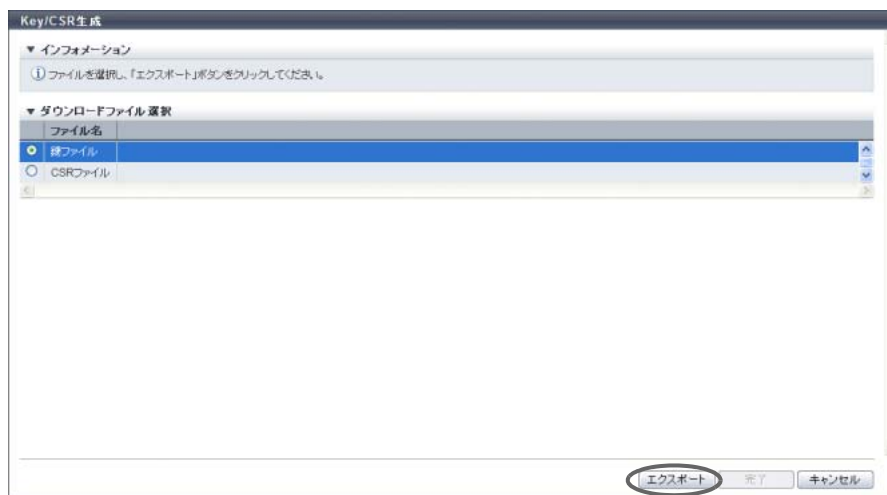 Key/CSR生成
▼ インフォメーション
ファイルを選択し、「エクスポート」ボタンをクリックしてください。
▼ ダウンロードファイル選択
ファイル名
鍵ファイル
CSRファイル
エクスポート 完了 キャンセル